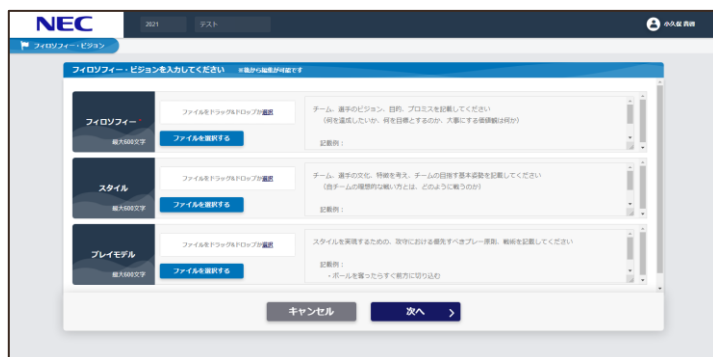 NEC
2021 テスト
フィロソフィー・ビジョン
フィロソフィー・ビジョンを入力してください ※後から編集が可能です
フィロソフィー*
最大500文字
ファイルをドラッグ&ドロップか選択
ファイルを選択する
チーム、選手のビジョン、目的、プロミスを記載してください
(何を達成したいか、何を目標とするのか、大事にする価値観は何か)
記載例:
スタイル
最大500文字
ファイルをドラッグ&ドロップか選択
ファイルを選択する
チーム、選手の文化、特徴を考え、チームの目指す基本姿勢を記載してください
(自チームの理想的な戦い方とは、どのように戦うのか)
記載例:
プレイモデル
最大500文字
ファイルをドラッグ&ドロップか選択
ファイルを選択する
スタイルを実現するための、攻守における優先すべきプレー原則、戦術を記載してください
記載例:
・ボールを奪ったらすぐ前方に切り込む
キャンセル
次へ